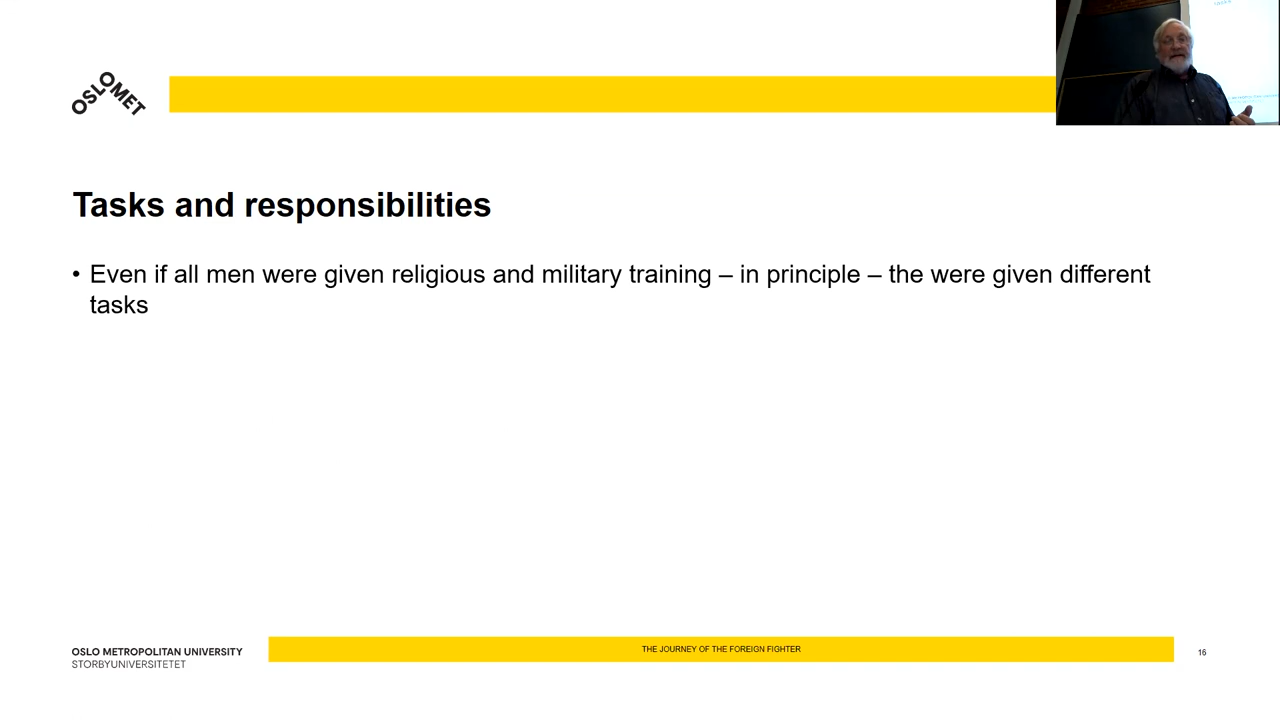 OSLOMET
Tasks and responsibilities
• Even if all men were given religious and military training – in principle – the were given different
tasks
OSLO METROPOLITAN UNIVERSITY
STORBYUNIVERSITETET
THE JOURNEY OF THE FOREIGN FIGHTER
16